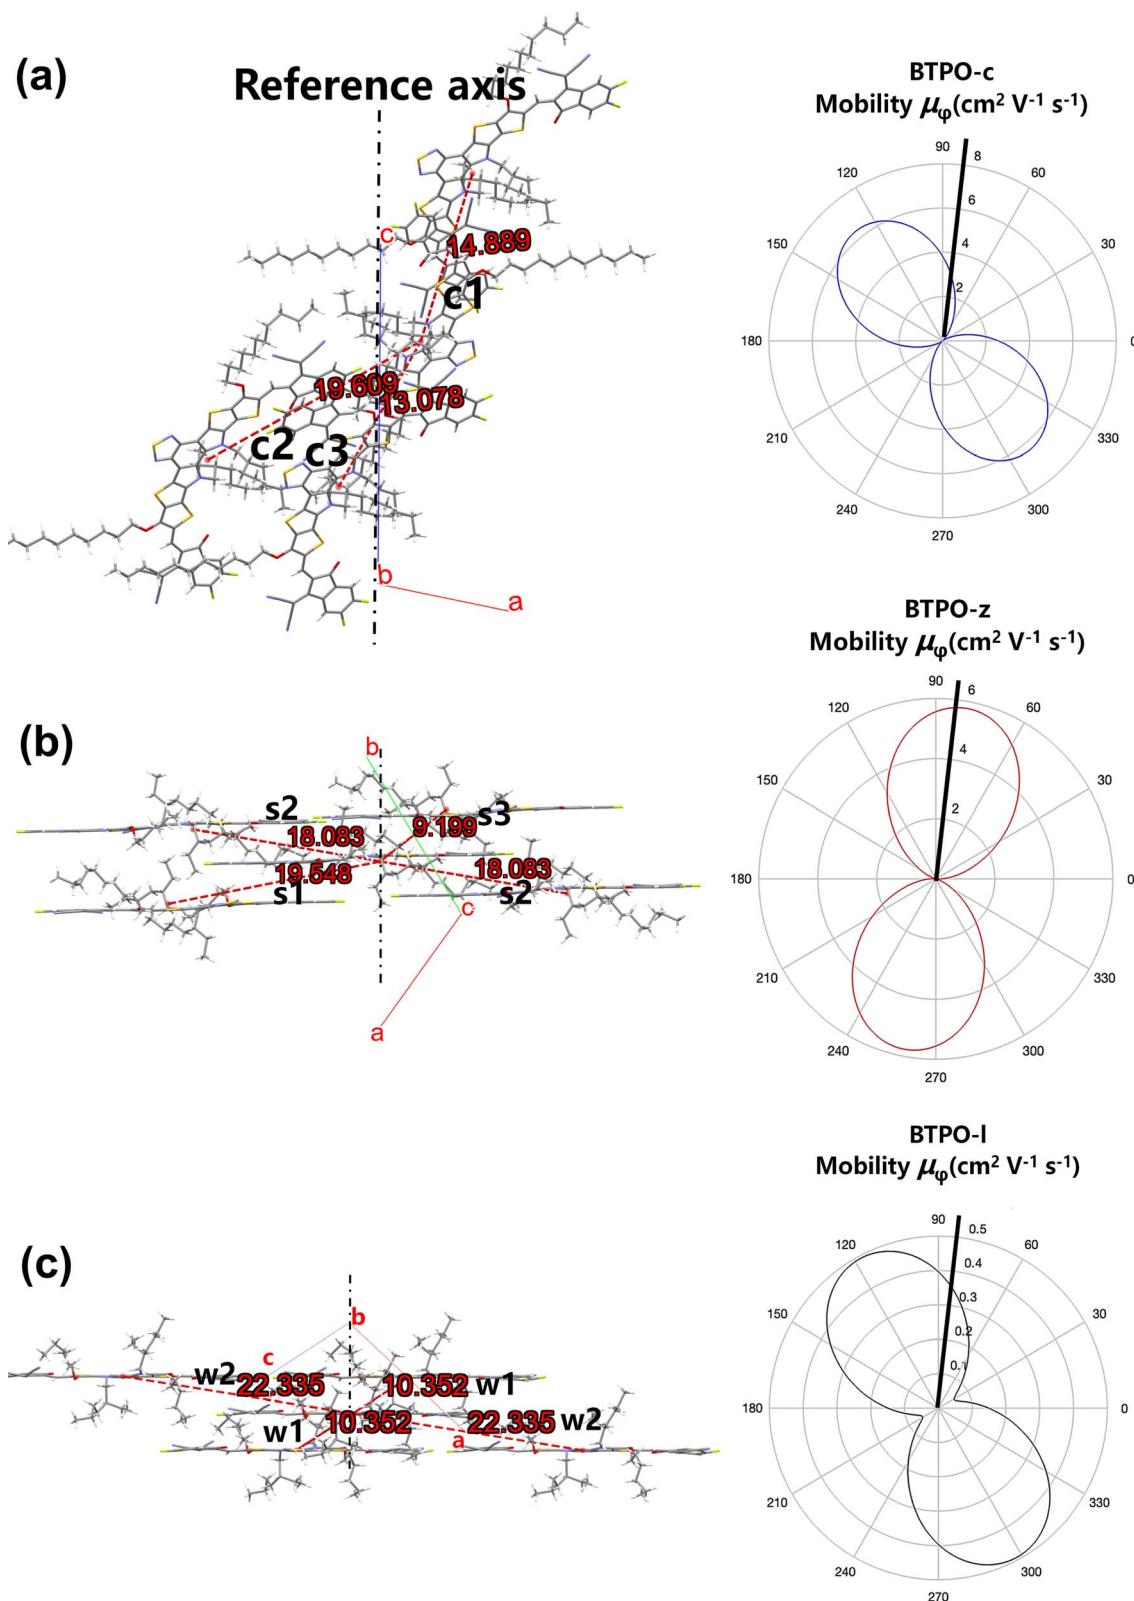 (a)
Reference axis
c
14.889
c1
19.609
13.078
c2
c3
b
a
BTPO-c
Mobility μφ(cm² V⁻¹ s⁻¹)
90
8
120
60
6
150
4
30
2
180
0
210
330
240
300
270
(b)
b
s2
s3
18.083
9.199
18.083
19.548
s1
s2
c
a
BTPO-z
Mobility μφ(cm² V⁻¹ s⁻¹)
90
6
120
60
4
150
30
2
180
0
210
330
240
300
270
(c)
b
c
w2
22.335
10.352
w1
w1
10.352
22.335
w2
a
BTPO-l
Mobility μφ(cm² V⁻¹ s⁻¹)
90
0.5
120
60
0.4
0.3
150
30
0.2
0.1
180
0
210
330
240
300
270